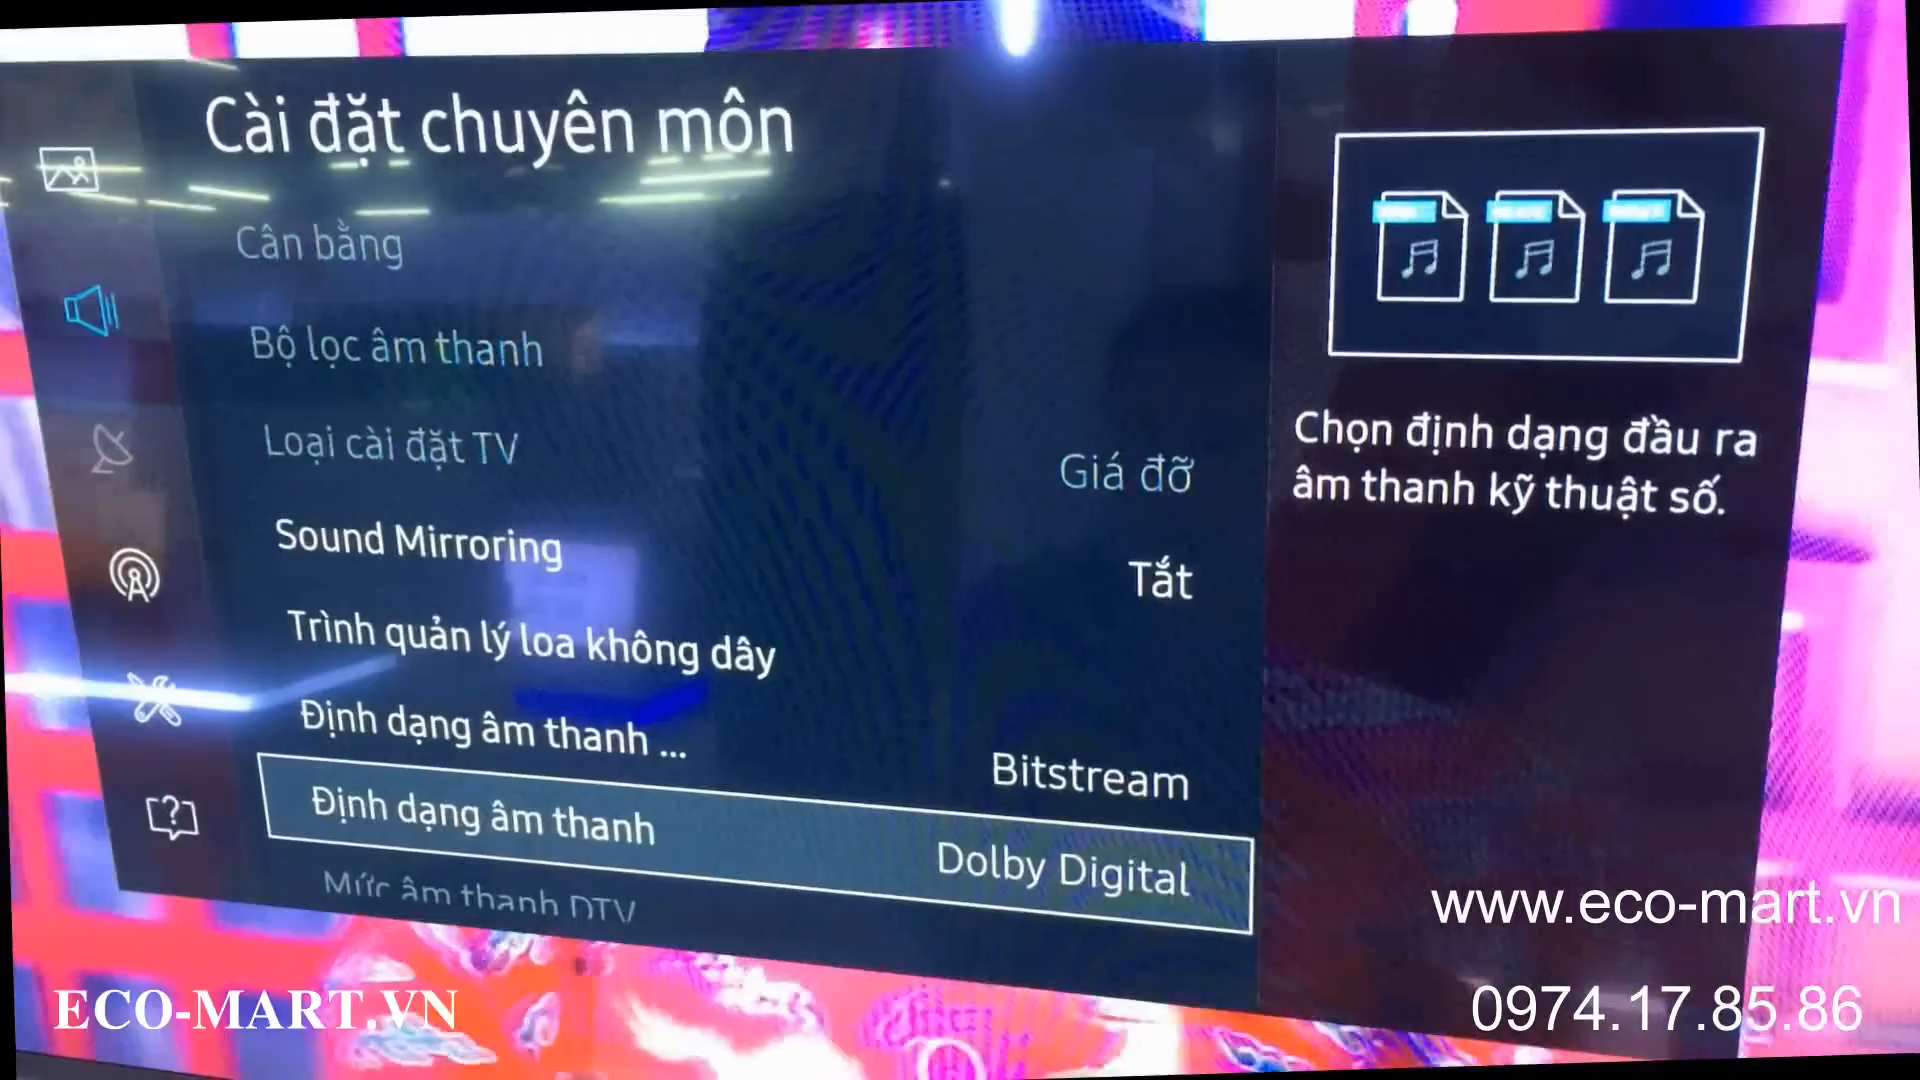 Cài đặt chuyên môn
Cân bằng
Bộ lọc âm thanh
Loại cài đặt TV
Giá đỡ
Sound Mirroring
Tắt
Trình quản lý loa không dây
Định dạng âm thanh ...
Bitstream
Định dạng âm thanh
Dolby Digital
Mức âm thanh DTV
Chọn định dạng đầu ra
âm thanh kỹ thuật số.
www.eco-mart.vn
ECO-MART.VN
0974.17.85.86